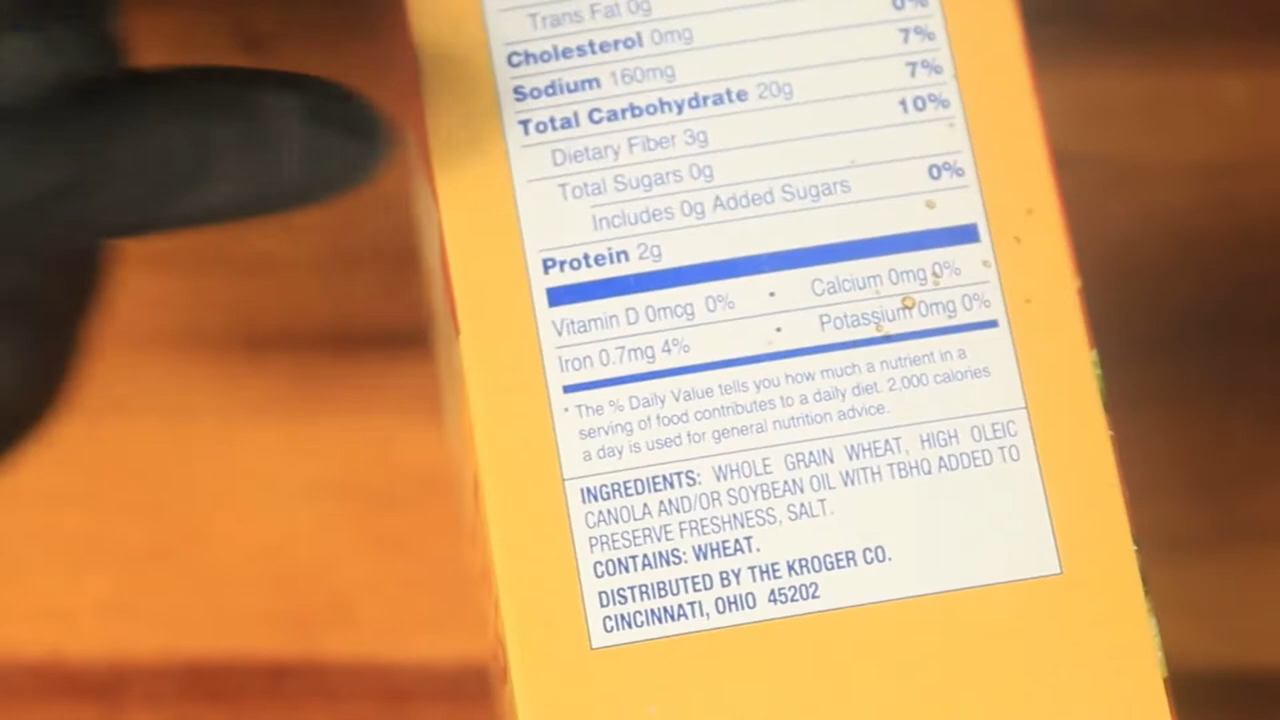 Trans Fat 0g
0%
Cholesterol 0mg
7%
Sodium 160mg
7%
Total Carbohydrate 20g
10%
Dietary Fiber 3g
Total Sugars 0g
Includes 0g Added Sugars 0%
Protein 2g
Vitamin D 0mcg 0% • Calcium 0mg 0%
Iron 0.7mg 4% • Potassium 0mg 0%
* The % Daily Value tells you how much a nutrient in a
serving of food contributes to a daily diet. 2,000 calories
a day is used for general nutrition advice.
INGREDIENTS: WHOLE GRAIN WHEAT, HIGH OLEIC
CANOLA AND/OR SOYBEAN OIL WITH TBHQ ADDED TO
PRESERVE FRESHNESS, SALT.
CONTAINS: WHEAT.
DISTRIBUTED BY THE KROGER CO.
CINCINNATI, OHIO 45202